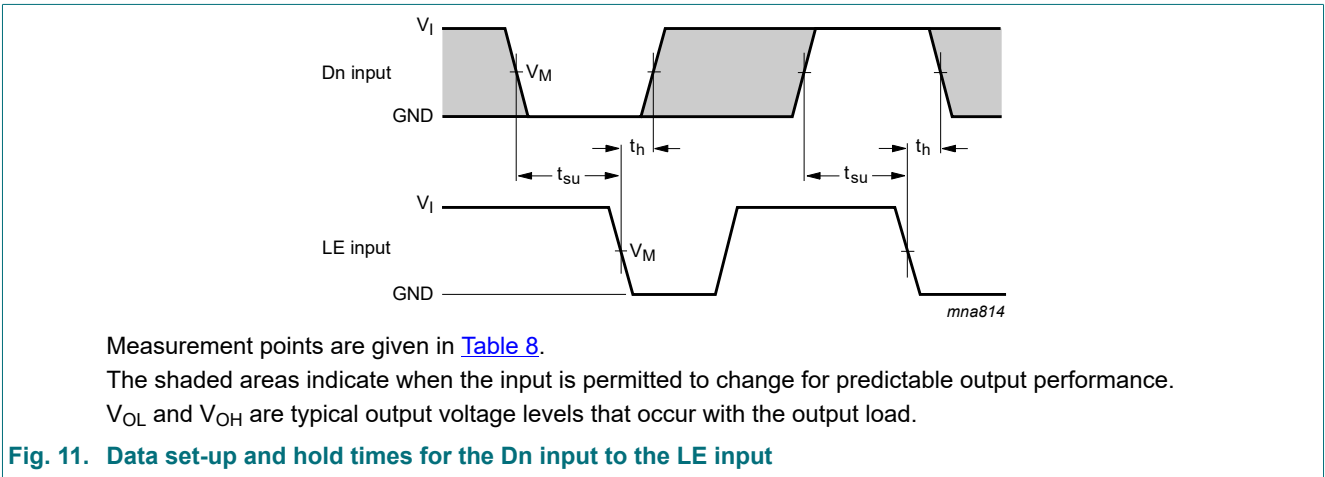 VI
Dn input
VM
GND
th
th
tsu
tsu
VI
LE input
VM
GND
mna814
Measurement points are given in Table 8.
The shaded areas indicate when the input is permitted to change for predictable output performance.
VOL and VOH are typical output voltage levels that occur with the output load.
Fig. 11. Data set-up and hold times for the Dn input to the LE input